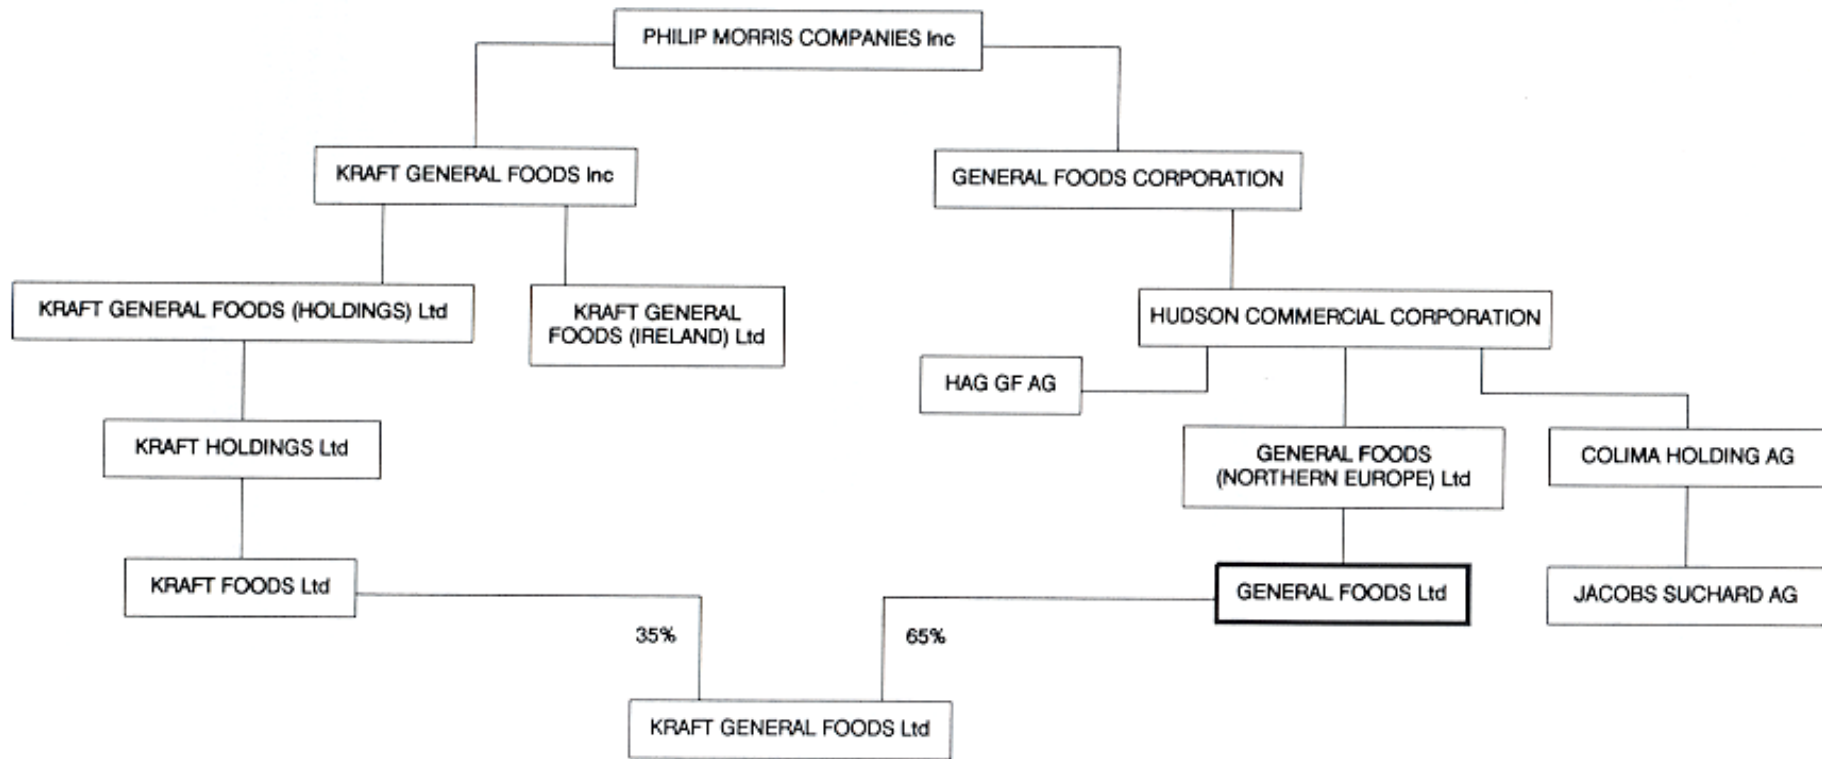 PHILIP MORRIS COMPANIES Inc
KRAFT GENERAL FOODS Inc
GENERAL FOODS CORPORATION
KRAFT GENERAL FOODS (HOLDINGS) Ltd
KRAFT GENERAL
FOODS (IRELAND) Ltd
HUDSON COMMERCIAL CORPORATION
HAG GF AG
KRAFT HOLDINGS Ltd
GENERAL FOODS
(NORTHERN EUROPE) Ltd
COLIMA HOLDING AG
KRAFT FOODS Ltd
GENERAL FOODS Ltd
JACOBS SUCHARD AG
35%
65%
KRAFT GENERAL FOODS Ltd